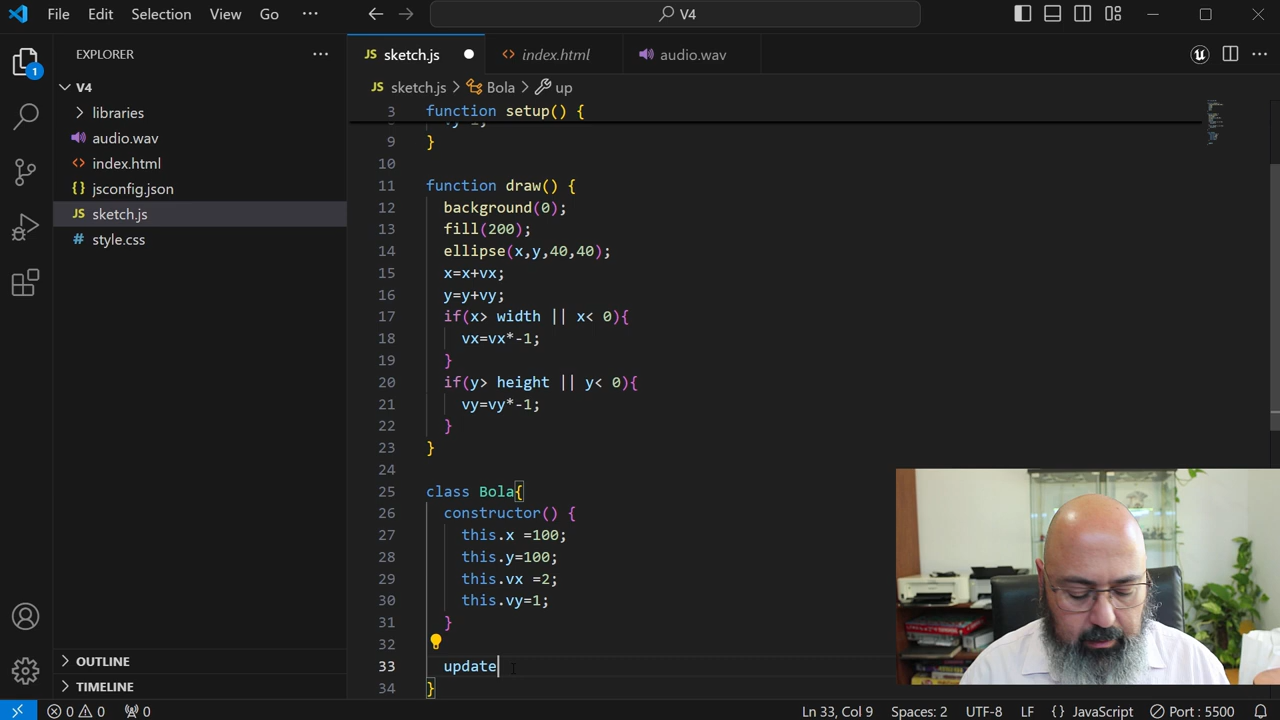 File Edit Selection View Go ··· V4
EXPLORER ···
1
V4
libraries
audio.wav
index.html
jsconfig.json
JS sketch.js
style.css
OUTLINE
TIMELINE
JS sketch.js index.html audio.wav
JS sketch.js > Bola > up
3 function setup() {
9 }
10
11 function draw() {
12 background(0);
13 fill(200);
14 ellipse(x,y,40,40);
15 x=x+vx;
16 y=y+vy;
17 if(x> width || x< 0){
18 vx=vx*-1;
19 }
20 if(y> height || y< 0){
21 vy=vy*-1;
22 }
23 }
24
25 class Bola{
26 constructor() {
27 this.x =100;
28 this.y=100;
29 this.vx =2;
30 this.vy=1;
31 }
32
33 update
34 }
0 0 0 Ln 33, Col 9 Spaces: 2 UTF-8 LF {} JavaScript Port : 5500